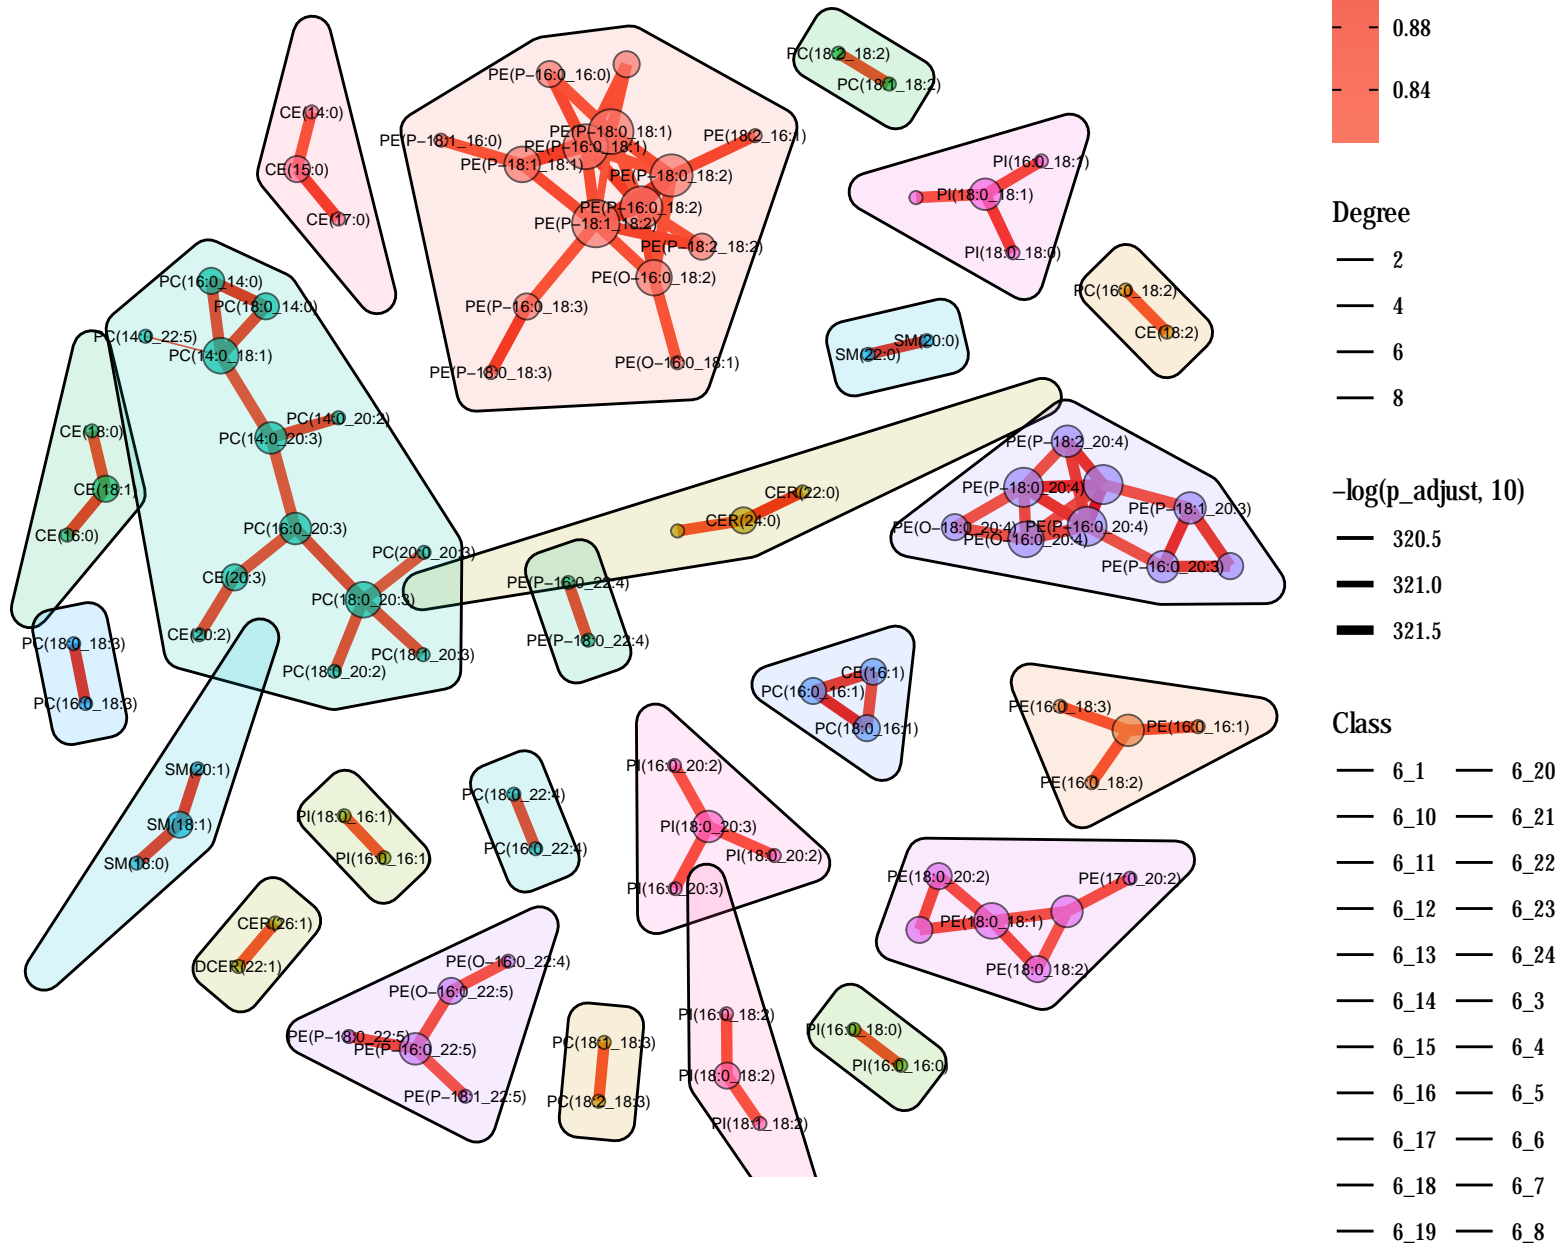 0.88
0.84
Degree
2
4
6
8
−log(p_adjust, 10)
320.5
321.0
321.5
Class
6_1 6_20
6_10 6_21
6_11 6_22
6_12 6_23
6_13 6_24
6_14 6_3
6_15 6_4
6_16 6_5
6_17 6_6
6_18 6_7
6_19 6_8
CE(14:0)
CE(15:0)
CE(17:0)
PE(P−16:0_16:0)
PE(P−18:1_16:0)
PE(P−18:0_18:1)
PE(P−16:0_18:1)
PE(P−18:1_18:1)
PE(18:2_16:1)
PE(P−18:0_18:2)
PE(P−16:0_18:2)
PE(P−18:1_18:2)
PE(P−18:2_18:2)
PE(O−16:0_18:2)
PE(P−16:0_18:3)
PE(P−18:0_18:3)
PE(O−16:0_18:1)
PC(18:2_18:2)
PC(18:1_18:2)
PI(16:0_18:1)
PI(18:0_18:1)
PI(18:0_18:0)
PC(16:0_18:2)
CE(18:2)
SM(20:0)
SM(22:0)
PC(16:0_14:0)
PC(18:0_14:0)
PC(14:0_22:5)
PC(14:0_18:1)
PC(14:0_20:2)
PC(14:0_20:3)
PC(16:0_20:3)
PC(20:0_20:3)
CE(20:3)
PC(18:0_20:3)
CE(20:2)
PC(18:1_20:3)
PC(18:0_20:2)
CE(18:0)
CE(18:1)
CE(16:0)
CER(22:0)
CER(24:0)
PE(P−18:2_20:4)
PE(P−18:0_20:4)
PE(P−18:1_20:3)
PE(O−18:0_20:4)
PE(P−16:0_20:4)
PE(O−16:0_20:4)
PE(P−16:0_20:3)
PE(P−16:0_22:4)
PE(P−18:0_22:4)
PC(18:0_18:3)
PC(16:0_18:3)
CE(16:1)
PC(16:0_16:1)
PC(18:0_16:1)
PE(16:0_18:3)
PE(16:0_16:1)
PE(16:0_18:2)
SM(20:1)
SM(18:1)
SM(18:0)
PI(18:0_16:1)
PI(16:0_16:1)
PC(18:0_22:4)
PC(16:0_22:4)
PI(16:0_20:2)
PI(18:0_20:3)
PI(18:0_20:2)
PI(16:0_20:3)
PE(18:0_20:2)
PE(17:0_20:2)
PE(18:0_18:1)
PE(18:0_18:2)
CER(26:1)
DCER(22:1)
PE(O−16:0_22:4)
PE(O−16:0_22:5)
PE(P−18:0_22:5)
PE(P−16:0_22:5)
PE(P−18:1_22:5)
PC(18:1_18:3)
PC(18:2_18:3)
PI(16:0_18:2)
PI(18:0_18:2)
PI(18:1_18:2)
PI(16:0_18:0)
PI(16:0_16:0)